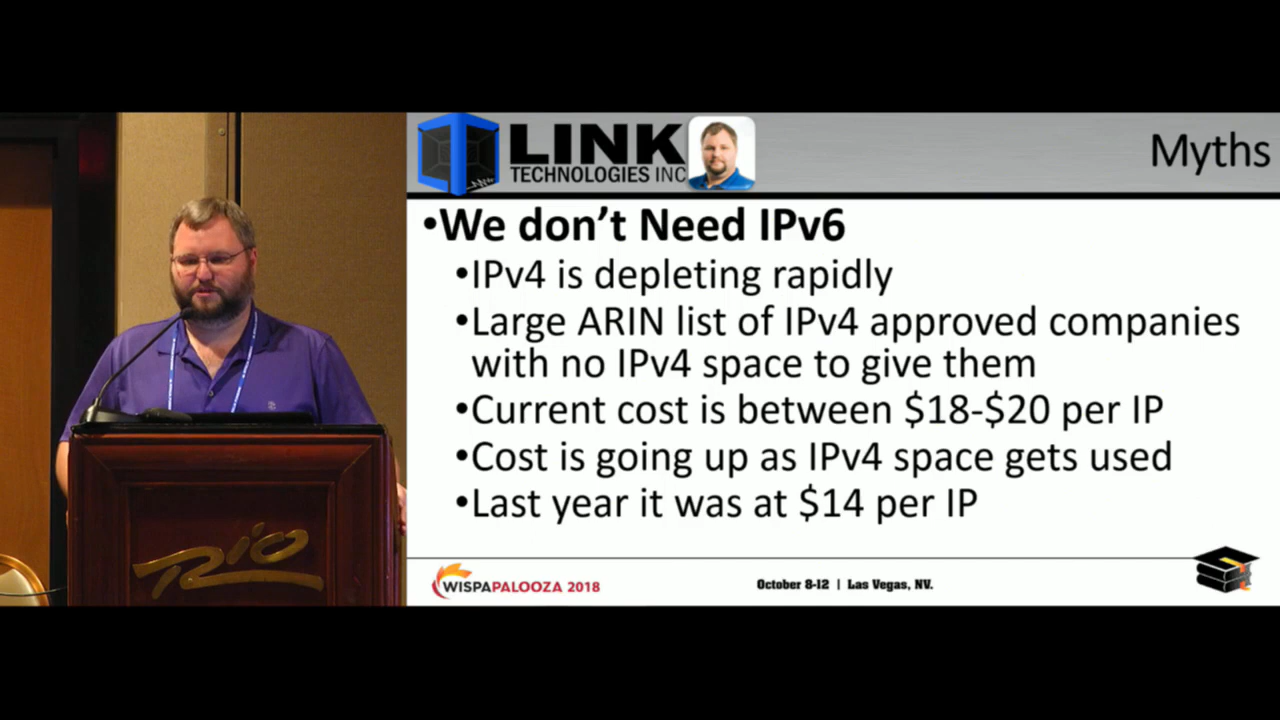 LINK
TECHNOLOGIES INC
Myths
•We don't Need IPv6
•IPv4 is depleting rapidly
•Large ARIN list of IPv4 approved companies
with no IPv4 space to give them
•Current cost is between $18-$20 per IP
•Cost is going up as IPv4 space gets used
•Last year it was at $14 per IP
Rio
WISPAPALOOZA 2018
October 8-12 | Las Vegas, NV.